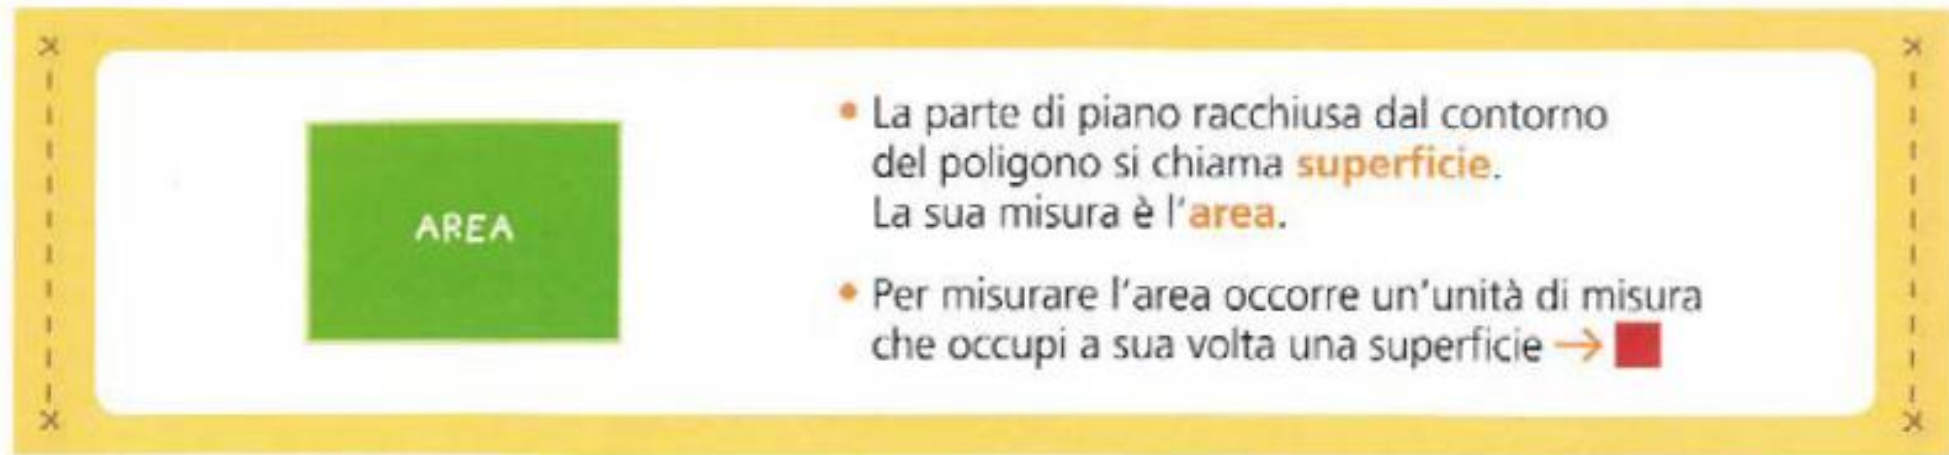 AREA
• La parte di piano racchiusa dal contorno
del poligono si chiama superficie.
La sua misura è l'area.
• Per misurare l'area occorre un'unità di misura
che occupi a sua volta una superficie →